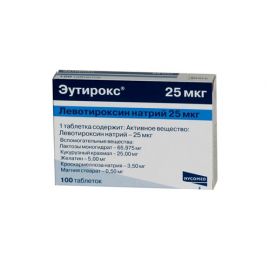 Эутирокс® 25 мкг
Левотироксин натрий 25 мкг
1 таблетка содержит: Активное вещество:
Левотироксин натрия – 25 мкг
Вспомогательные вещества:
Лактозы моногидрат – 65,975 мг
Кукурузный крахмал – 25,00 мг
Желатин – 5,00 мг
Кроскармеллоза натрия – 3,50 мг
Магния стеарат – 0,50 мг
100 таблеток
NYCOMED